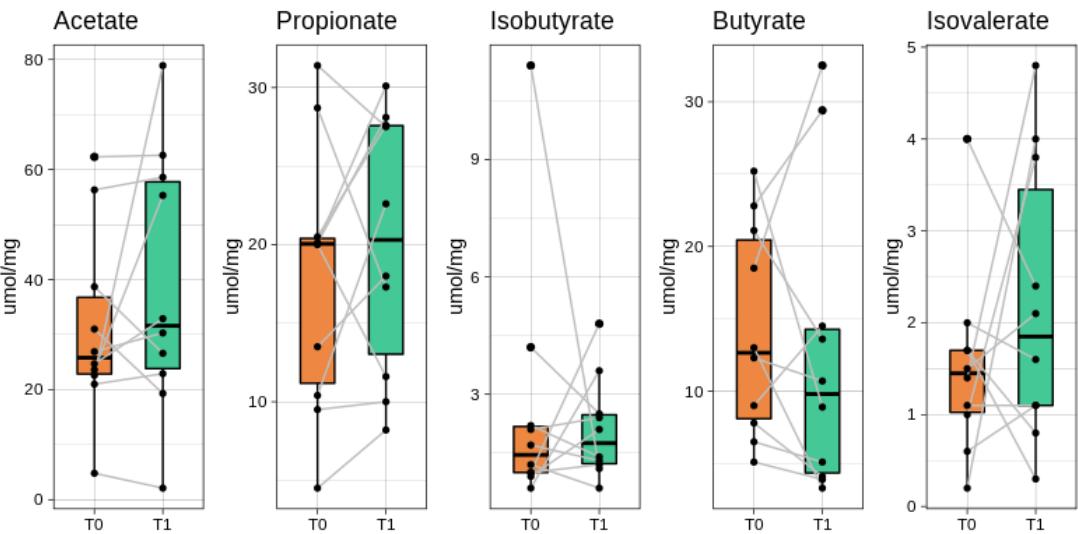 Acetate
umol/mg
80
60
40
20
0
T0 T1
Propionate
umol/mg
30
20
10
T0 T1
Isobutyrate
umol/mg
9
6
3
T0 T1
Butyrate
umol/mg
30
20
10
T0 T1
Isovalerate
umol/mg
5
4
3
2
1
0
T0 T1